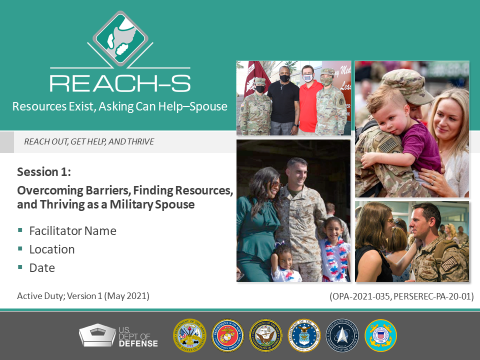 REACH–S
Resources Exist, Asking Can Help–Spouse
REACH OUT, GET HELP, AND THRIVE
Session 1:
Overcoming Barriers, Finding Resources,
and Thriving as a Military Spouse
Facilitator Name
Location
Date
Active Duty; Version 1 (May 2021)
(OPA-2021-035, PERSEREC-PA-20-01)
U.S.
DEPT OF
DEFENSE